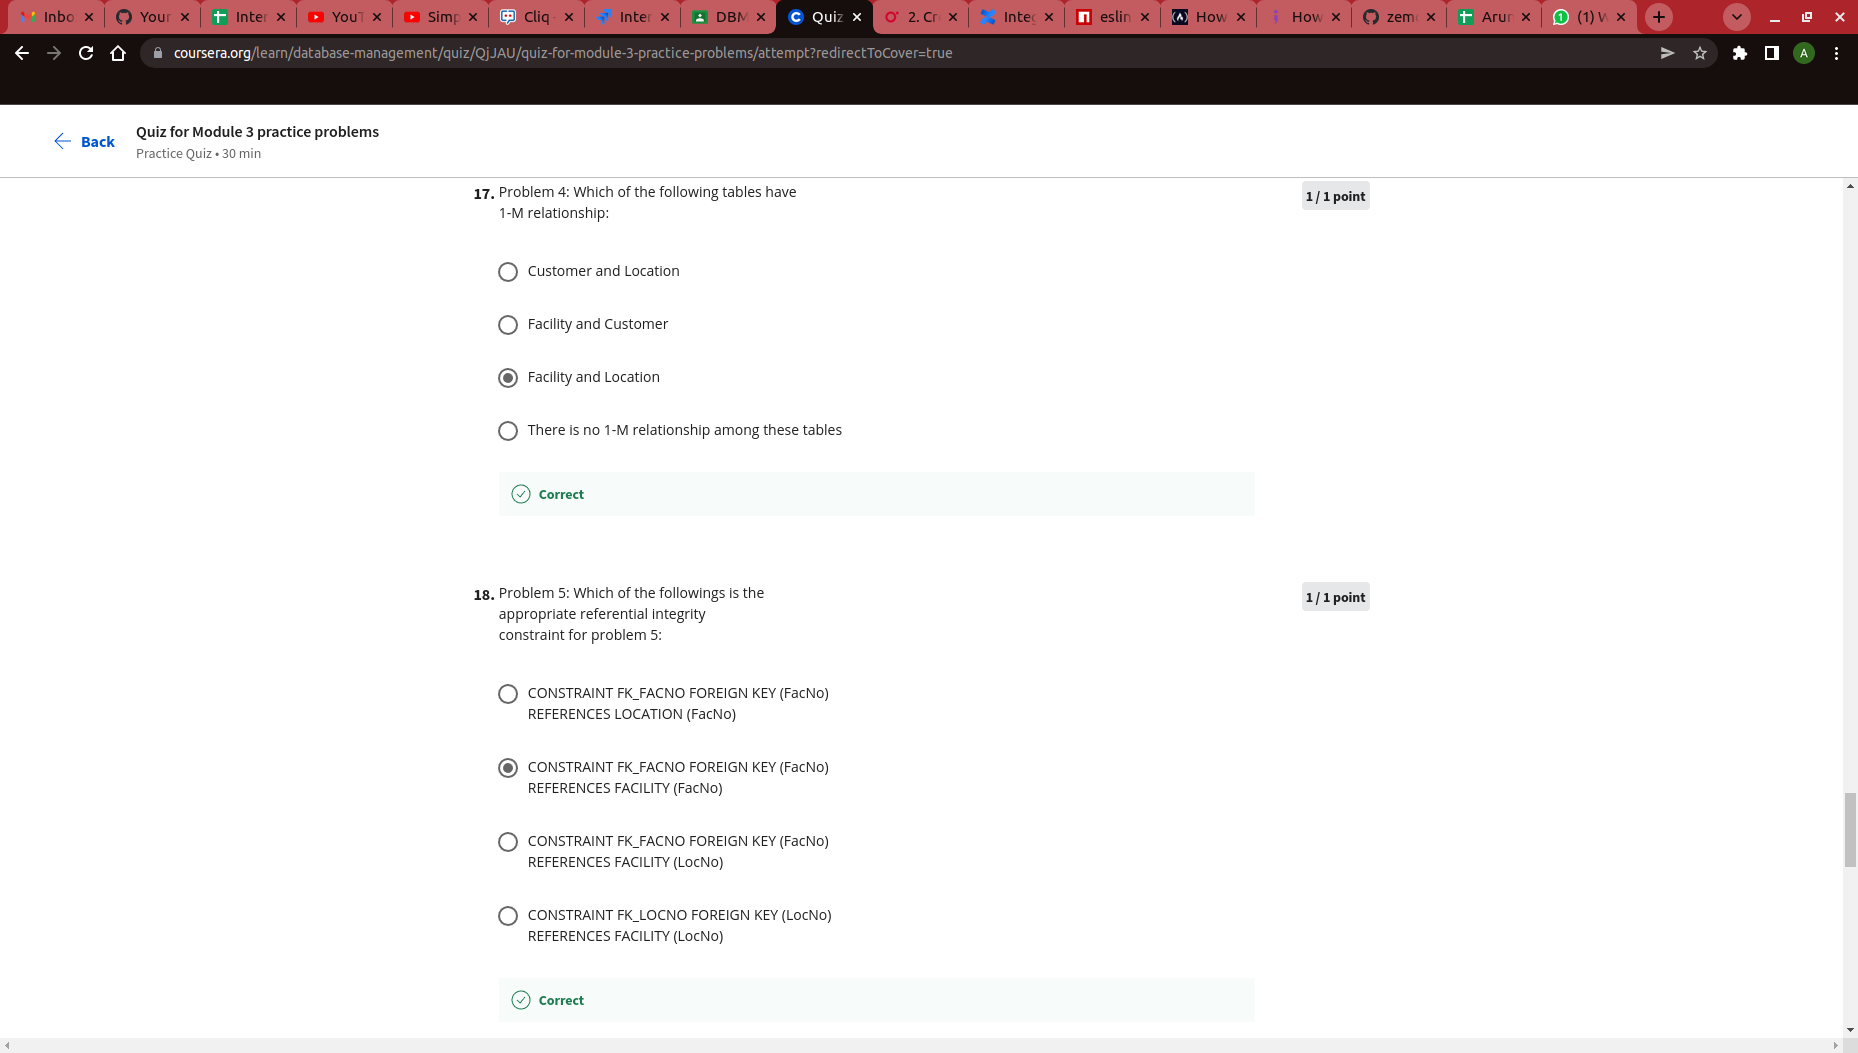 Inbo
Your
Inter
YouT
Simp
Cliq
Inter
DBM
Quiz
2. Cr
Integ
eslin
How
How
zem
Arun
(1) W
coursera.org/learn/database-management/quiz/QjJAU/quiz-for-module-3-practice-problems/attempt?redirectToCover=true
A
Back
Quiz for Module 3 practice problems
Practice Quiz • 30 min
17. Problem 4: Which of the following tables have
1-M relationship:
1 / 1 point
Customer and Location
Facility and Customer
Facility and Location
There is no 1-M relationship among these tables
Correct
18. Problem 5: Which of the followings is the
appropriate referential integrity
constraint for problem 5:
1 / 1 point
CONSTRAINT FK_FACNO FOREIGN KEY (FacNo)
REFERENCES LOCATION (FacNo)
CONSTRAINT FK_FACNO FOREIGN KEY (FacNo)
REFERENCES FACILITY (FacNo)
CONSTRAINT FK_FACNO FOREIGN KEY (FacNo)
REFERENCES FACILITY (LocNo)
CONSTRAINT FK_LOCNO FOREIGN KEY (LocNo)
REFERENCES FACILITY (LocNo)
Correct